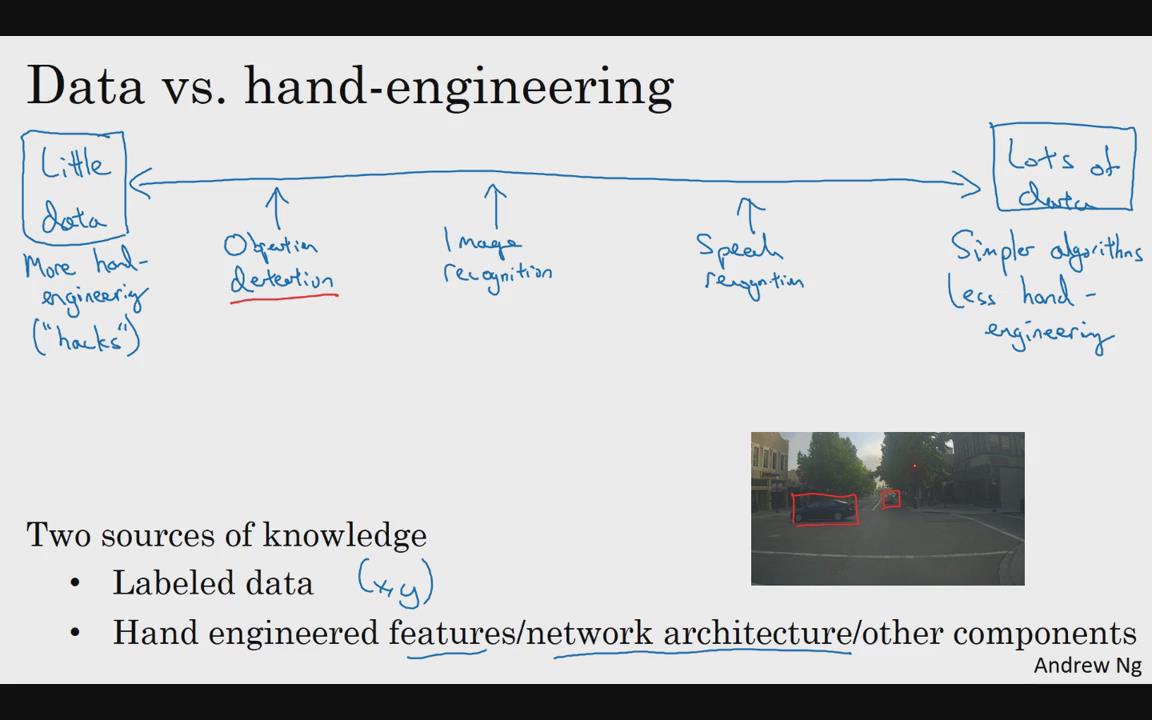 Data vs. hand-engineering
Little
data
Lots of
data
More hand-
engineering
("hacks")
detection
Image
recognition
Speech
recognition
Simpler algorithms
Less hand-
engineering
Two sources of knowledge
• Labeled data (x,y)
• Hand engineered features/network architecture/other components
Andrew Ng